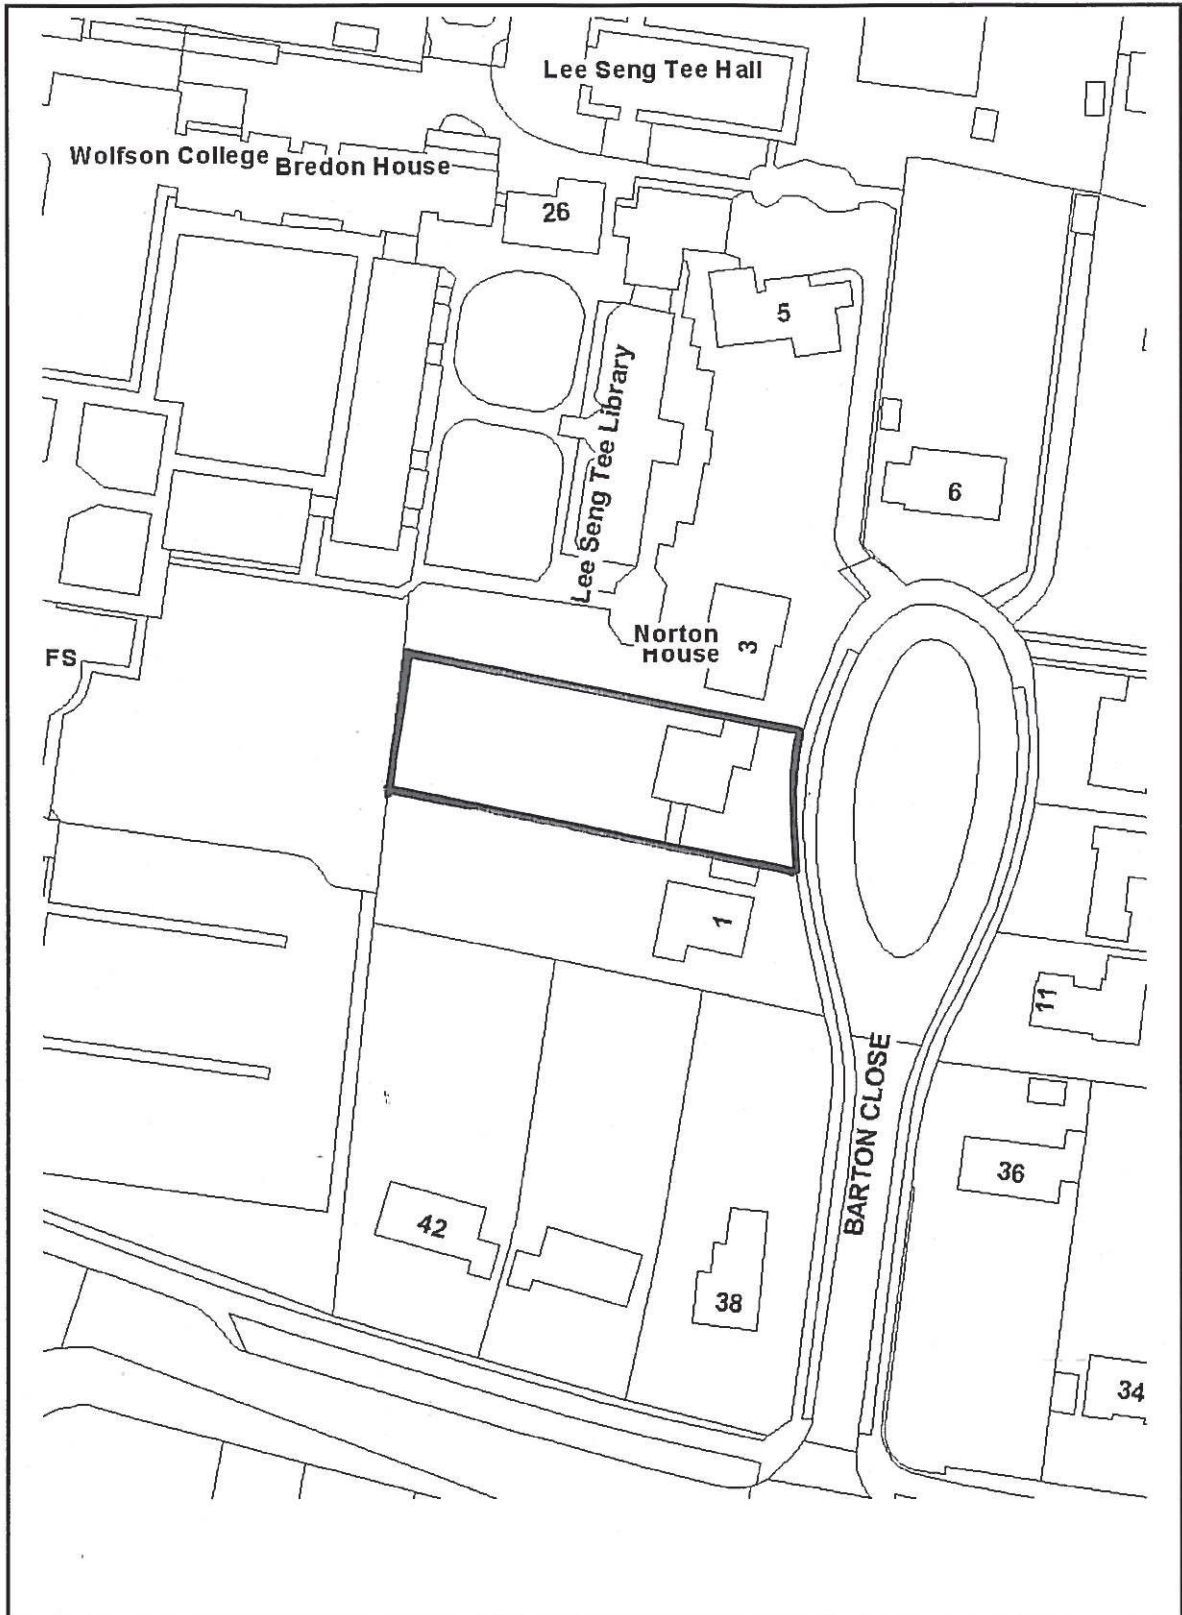 Lee Seng Tee Hall
Wolfson College
Bredon House
26
5
Lee Seng Tee Library
6
Norton
House
3
FS
1
11
BARTON CLOSE
36
42
38
34